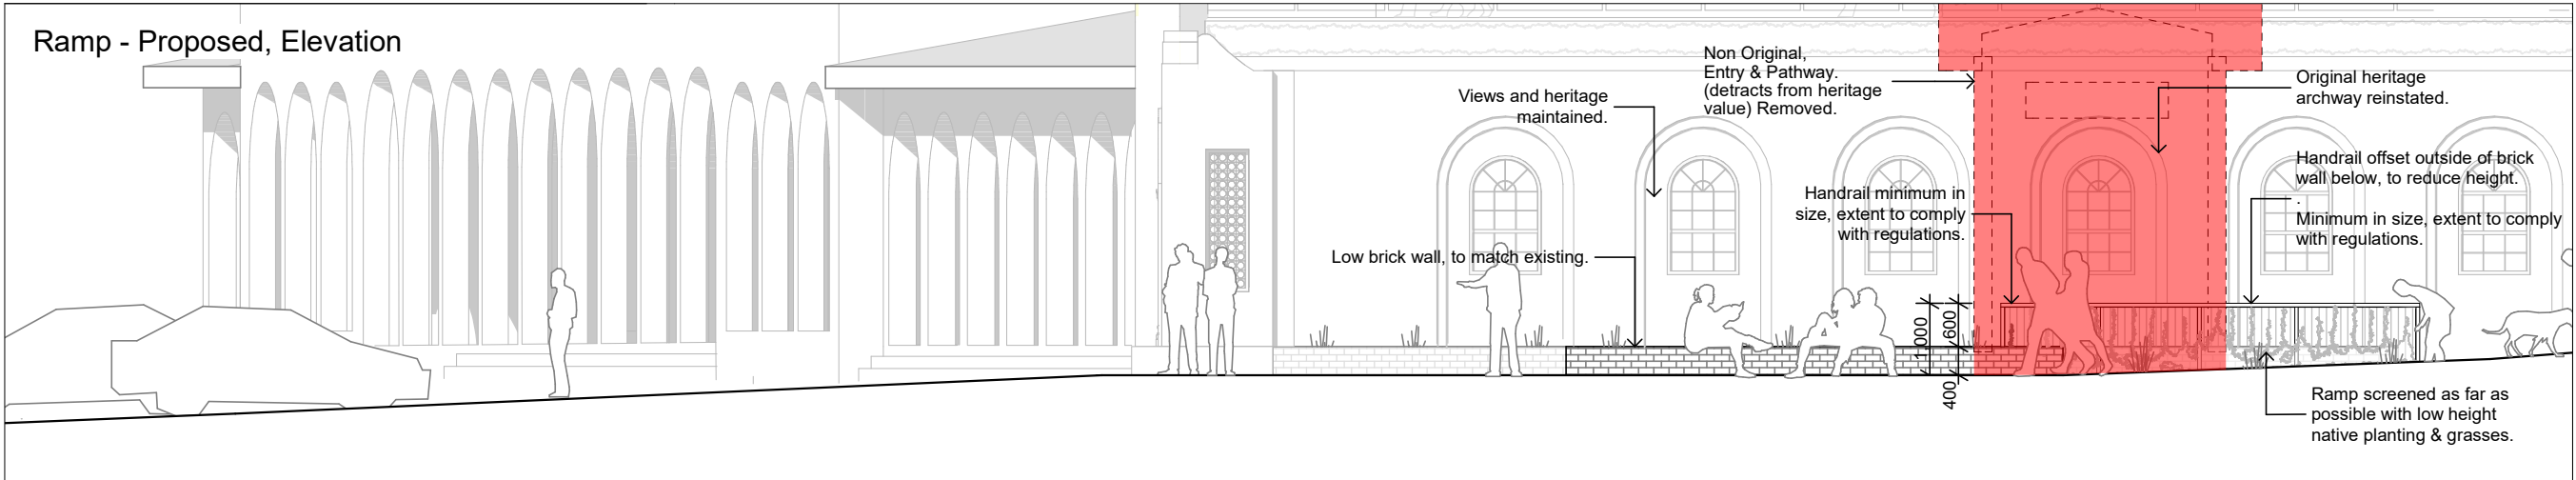 Ramp - Proposed, Elevation
Non Original,
Entry & Pathway.
(detracts from heritage
value) Removed.
Views and heritage
maintained.
Original heritage
archway reinstated.
Handrail offset outside of brick
wall below, to reduce height.
.
Minimum in size, extent to comply
with regulations.
Handrail minimum in
size, extent to comply
with regulations.
Low brick wall, to match existing.
1,000
600
400
Ramp screened as far as
possible with low height
native planting & grasses.